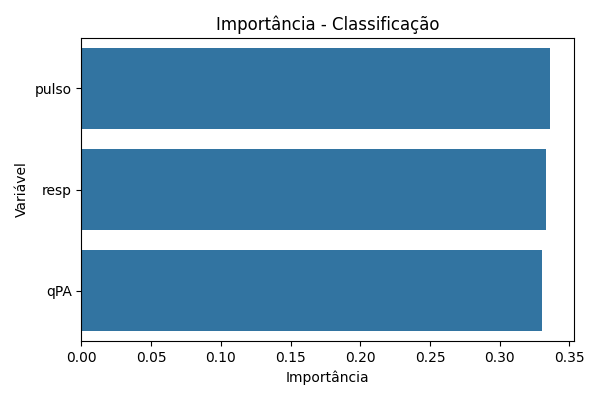 Importância - Classificação
Variável
pulso
resp
qPA
0.00 0.05 0.10 0.15 0.20 0.25 0.30 0.35
Importância